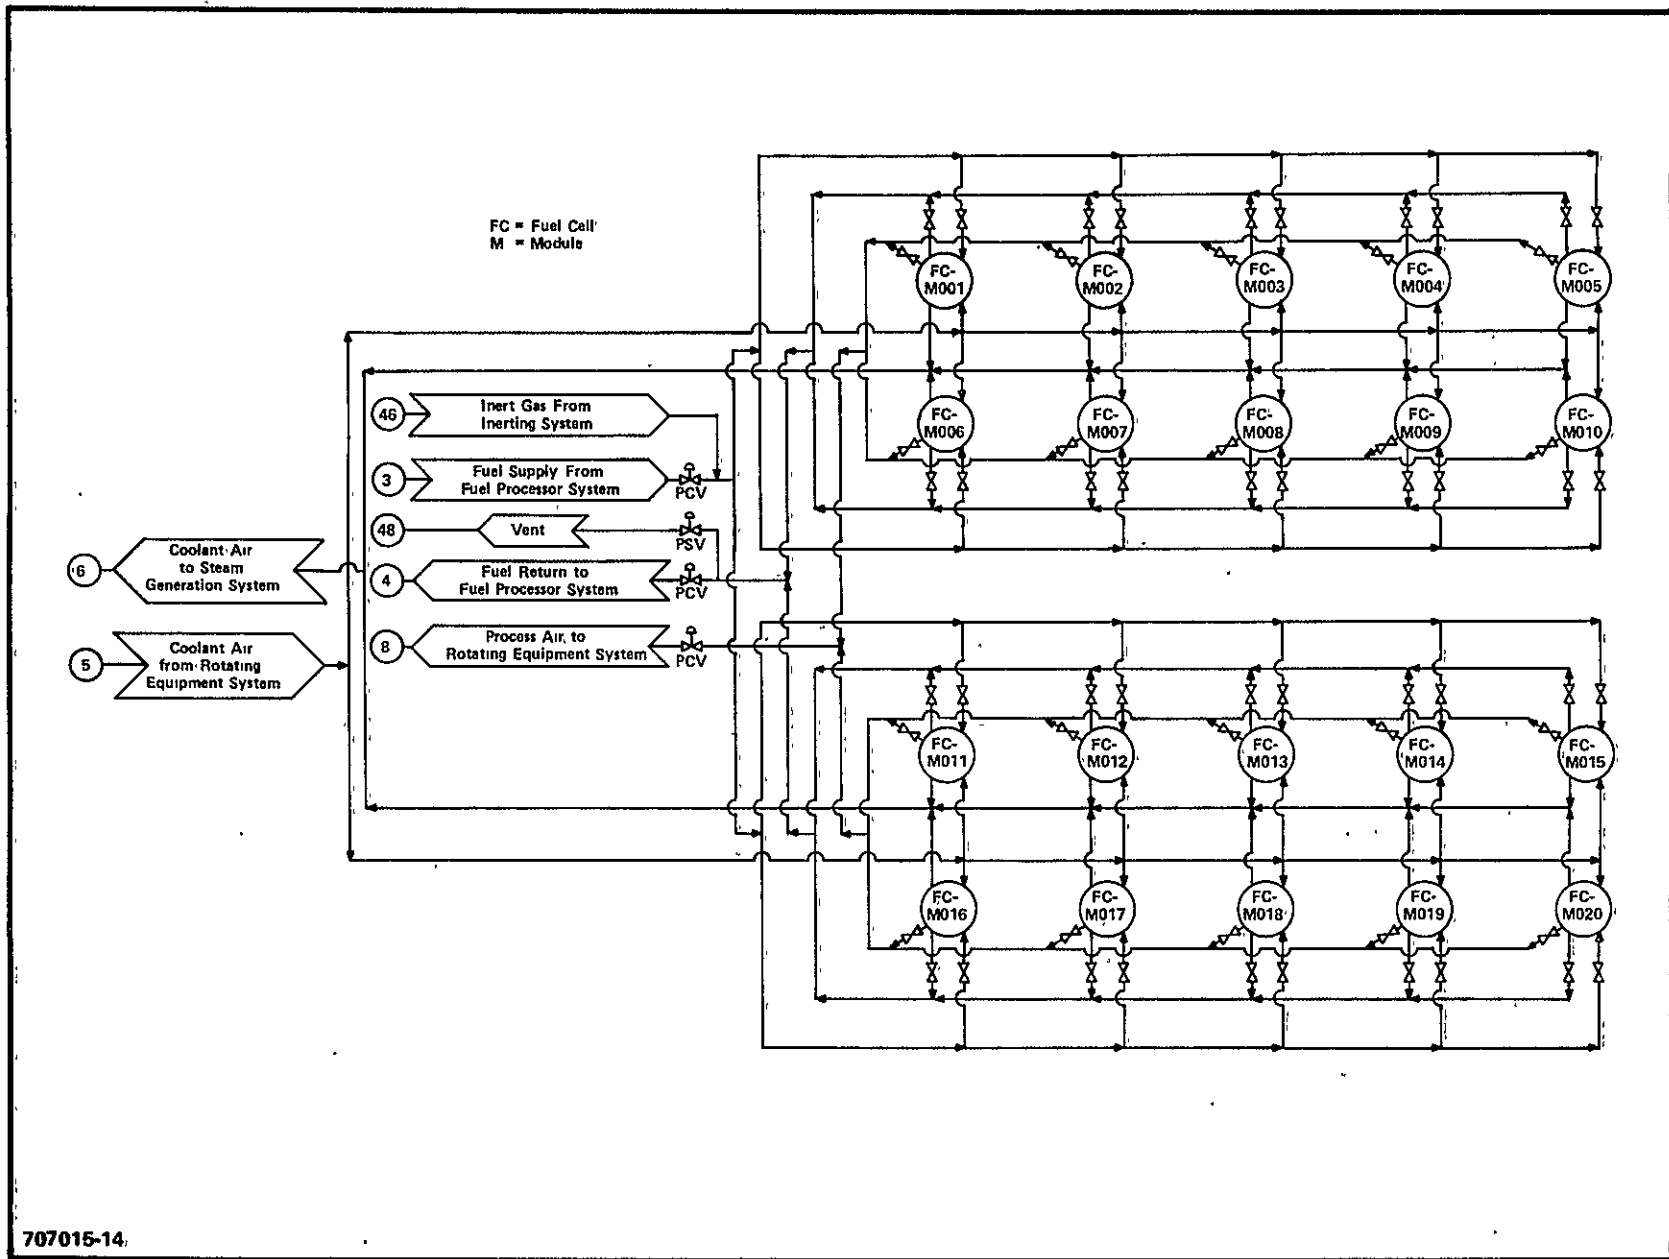 FC = Fuel Cell
M = Module
FC-
M001
FC-
M002
FC-
M003
FC-
M004
FC-
M005
FC-
M006
FC-
M007
FC-
M008
FC-
M009
FC-
M010
46
Inert Gas From
Inerting System
3
Fuel Supply From
Fuel Processor System
PCV
48
Vent
PSV
6
Coolant Air
to Steam
Generation System
4
Fuel Return to
Fuel Processor System
PCV
5
Coolant Air
from Rotating
Equipment System
8
Process Air to
Rotating Equipment System
PCV
FC-
M011
FC-
M012
FC-
M013
FC-
M014
FC-
M015
FC-
M016
FC-
M017
FC-
M018
FC-
M019
FC-
M020
707015-14